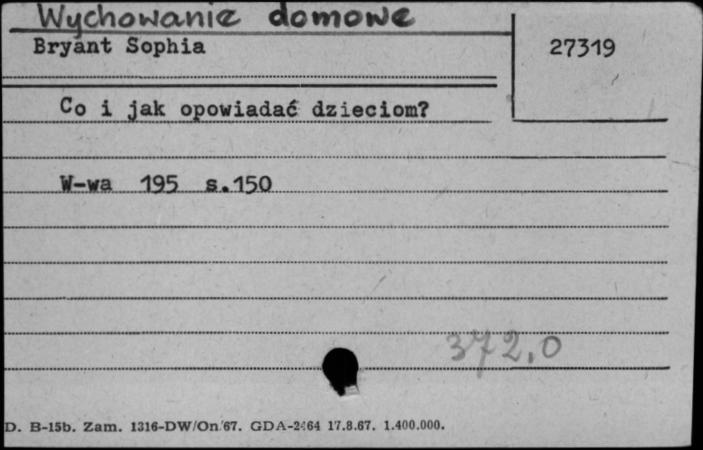 Wychowanie domowe
Bryant Sophia
27319
Co i jak opowiadać dzieciom?
W-wa 195 s.150
372,0
D. B-15b. Zam. 1316-DW/On/67. GDA-2464 17.8.67. 1.400.000.